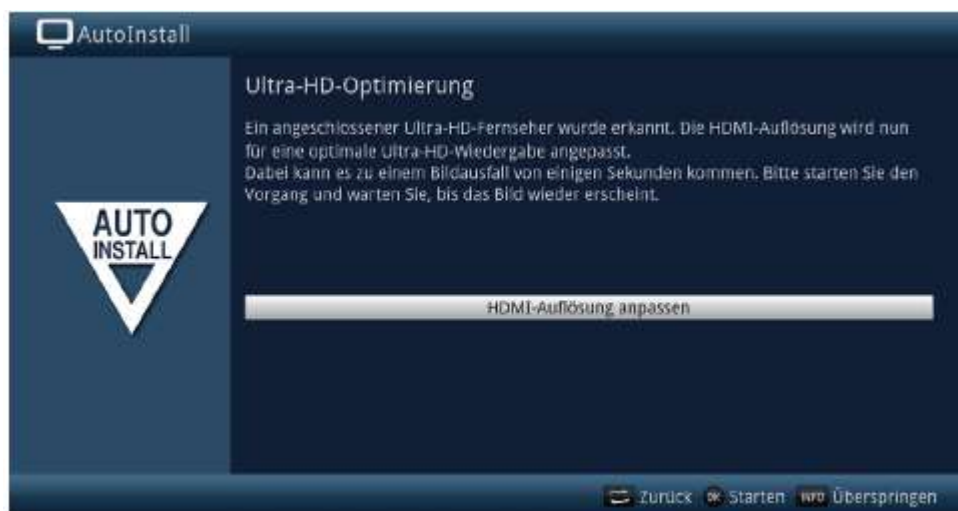 AutoInstall
Ultra-HD-Optimierung
Ein angeschlossener Ultra-HD-Fernseher wurde erkannt. Die HDMI-Auflösung wird nun
für eine optimale Ultra-HD-Wiedergabe angepasst.
Dabei kann es zu einem Bildausfall von einigen Sekunden kommen. Bitte starten Sie den
Vorgang und warten Sie, bis das Bild wieder erscheint.
AUTO
INSTALL
HDMI-Auflösung anpassen
Zurück OK Starten INFO Überspringen